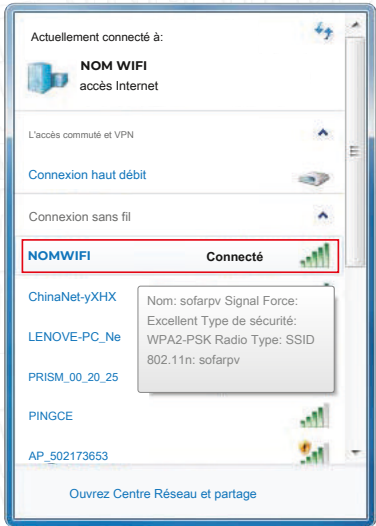 Actuellement connecté à:
NOM WIFI
accès Internet
L'accès commuté et VPN
Connexion haut débit
Connexion sans fil
NOMWIFI Connecté
ChinaNet-yXHX
LENOVE-PC_Ne
PRISM_00_20_25
PINGCE
AP_502173653
Nom: sofarpv Signal Force:
Excellent Type de sécurité:
WPA2-PSK Radio Type: SSID
802.11n: sofarpv
Ouvrez Centre Réseau et partage